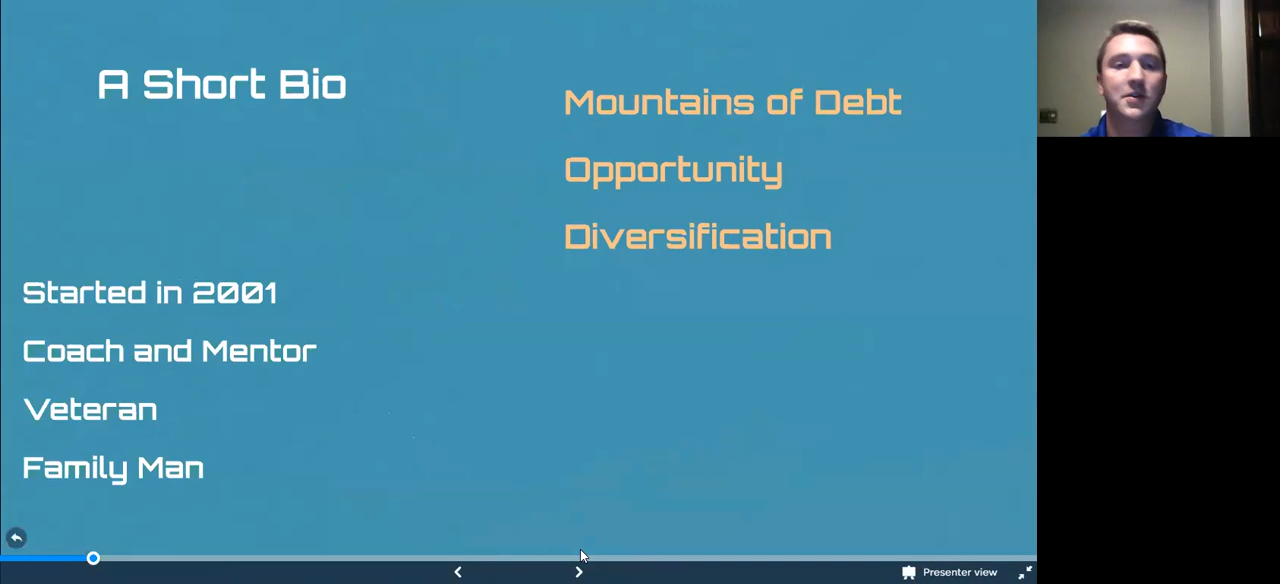 A Short Bio
Mountains of Debt
Opportunity
Diversification
Started in 2001
Coach and Mentor
Veteran
Family Man
Presenter view